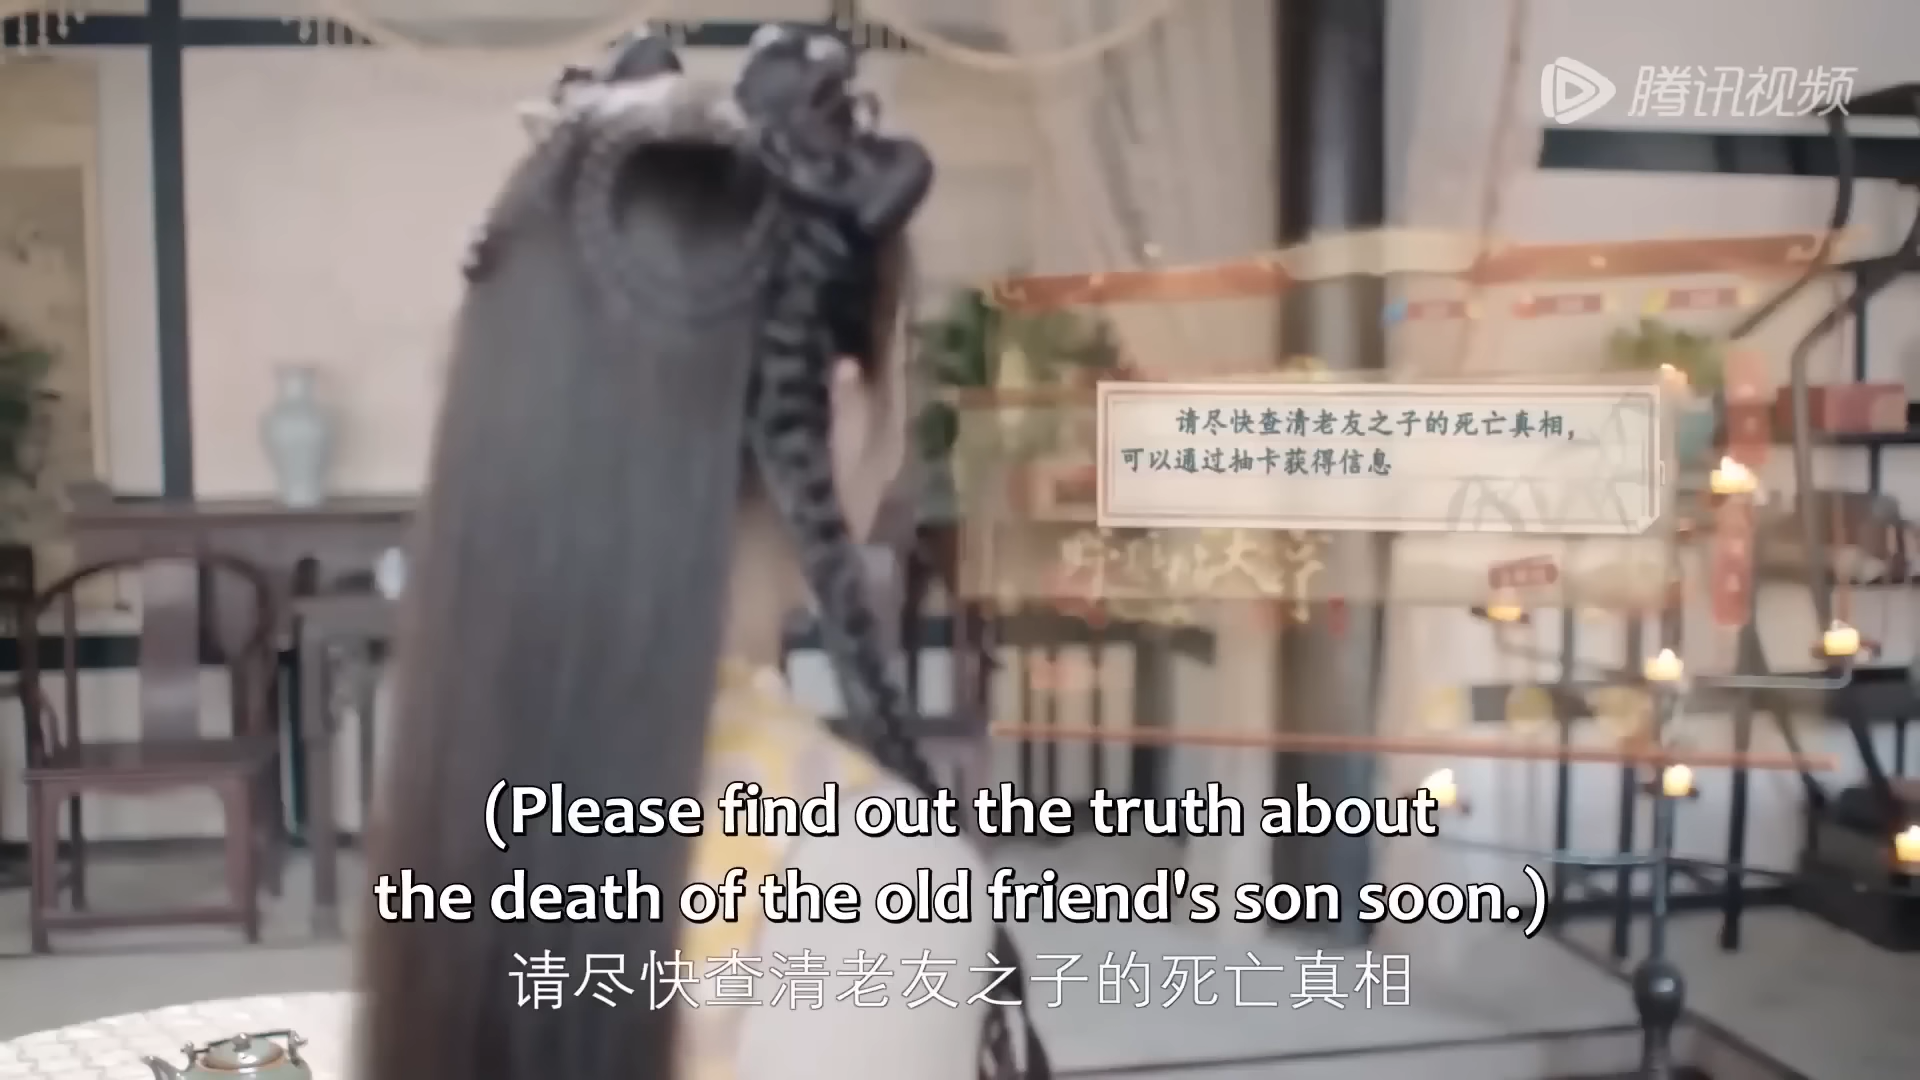 腾讯视频
请尽快查清老友之子的死亡真相，
可以通过抽卡获得信息
(Please find out the truth about
the death of the old friend's son soon.)
请尽快查清老友之子的死亡真相